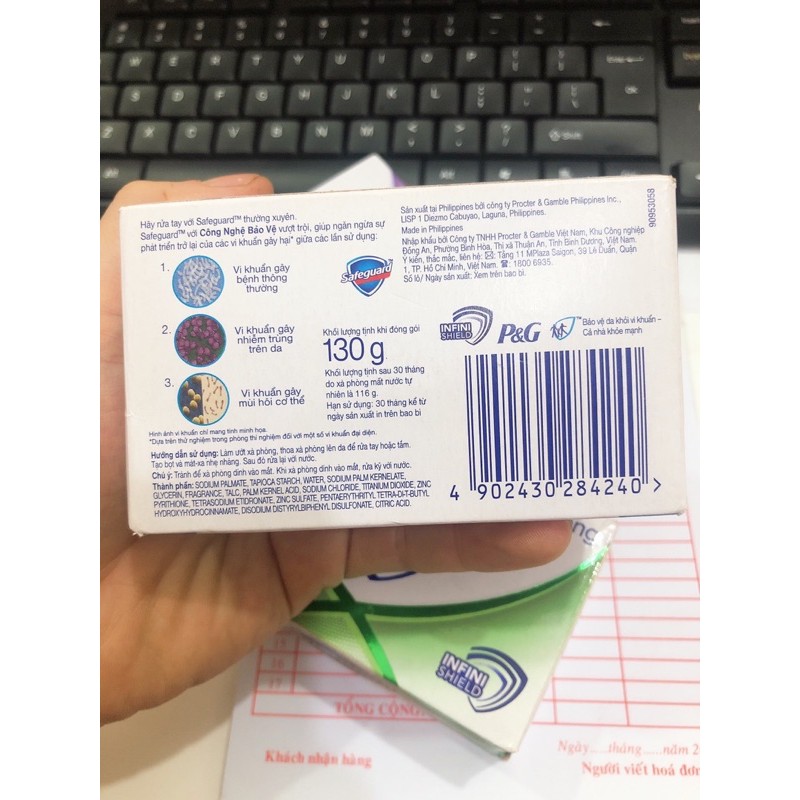 Hãy rửa tay với Safeguard™ thường xuyên.
Safeguard™ với Công Nghệ Bảo Vệ vượt trội, giúp ngăn ngừa sự
phát triển trở lại của các vi khuẩn gây hại* giữa các lần sử dụng:
1.
Vi khuẩn gây
bệnh thông
thường
2.
Vi khuẩn gây
nhiễm trùng
trên da
3.
Vi khuẩn gây
mùi hôi cơ thể
Hình ảnh vi khuẩn chỉ mang tính minh họa.
*Dựa trên thử nghiệm trong phòng thí nghiệm đối với một số vi khuẩn đại diện.
Hướng dẫn sử dụng: Làm ướt xà phòng, thoa xà phòng lên da để rửa tay hoặc tắm.
Tạo bọt và mát-xa nhẹ nhàng. Sau đó rửa lại với nước.
Chú ý: Tránh để xà phòng dính vào mắt. Khi xà phòng dính vào mắt, rửa kỹ với nước.
Thành phần: SODIUM PALMATE, TAPIOCA STARCH, WATER, SODIUM PALM KERNELATE,
GLYCERIN, FRAGRANCE, TALC, PALM KERNEL ACID, SODIUM CHLORIDE, TITANIUM DIOXIDE, ZINC
PYRITHIONE, TETRASODIUM ETIDRONATE, ZINC SULFATE, PENTAERYTHRITYL TETRA-DI-T-BUTYL
HYDROXYHYDROCINNAMATE, DISODIUM DISTYRYLBIPHENYL DISULFONATE, CITRIC ACID.
Safeguard
Khối lượng tịnh khi đóng gói
130 g
Khối lượng tịnh sau 30 tháng
do xà phòng mất nước tự
nhiên là 116 g.
Hạn sử dụng: 30 tháng kể từ
ngày sản xuất in trên bao bì
Sản xuất tại Philippines bởi công ty Procter & Gamble Philippines Inc.,
LISP 1 Diezmo Cabuyao, Laguna, Philippines.
Made in Philippines
Nhập khẩu bởi Công ty TNHH Procter & Gamble Việt Nam, Khu Công nghiệp
Đồng An, Phường Bình Hòa, Thị xã Thuận An, Tỉnh Bình Dương, Việt Nam.
Ý kiến, thắc mắc, liên hệ: Tầng 11 MPlaza Saigon, 39 Lê Duẩn, Quận
1, TP. Hồ Chí Minh, Việt Nam. 1800 6935.
Số lô/ Ngày sản xuất: Xem trên bao bì.
90953058
INFINI
SHIELD
P&G
Bảo vệ da khỏi vi khuẩn –
Cả nhà khỏe mạnh
4 902430 284240 >
INFINI
SHIELD
15
16
17
TỔNG CỘNG
Khách nhận hàng
Ngày.....tháng.....năm 2
Người viết hoá đơn